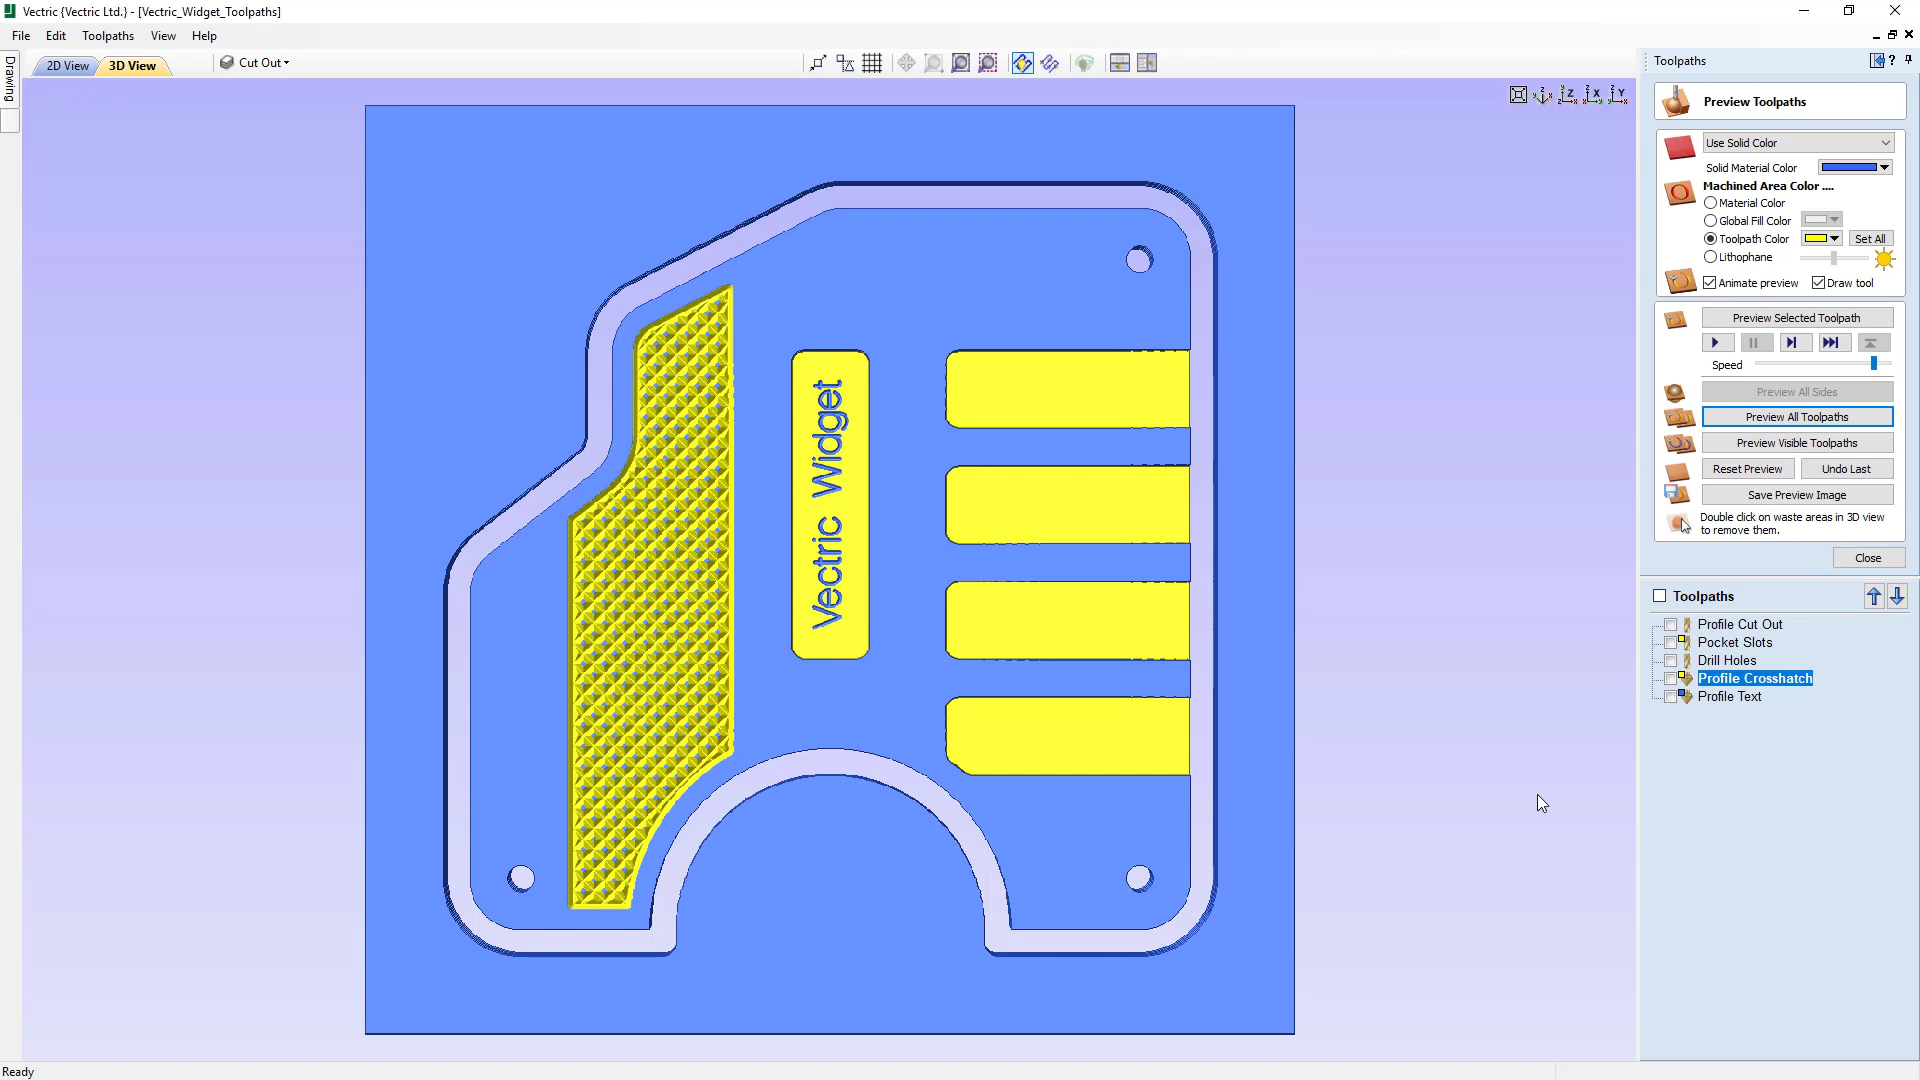 Vectric {Vectric Ltd.} - [Vectric_Widget_Toolpaths]
File Edit Toolpaths View Help
Drawing
2D View 3D View Cut Out
Z X Y
Vectric Widget
Toolpaths
Preview Toolpaths
Use Solid Color
Solid Material Color
Machined Area Color ....
Material Color
Global Fill Color
Toolpath Color Set All
Lithophane
Animate preview Draw tool
Preview Selected Toolpath
Speed
Preview All Sides
Preview All Toolpaths
Preview Visible Toolpaths
Reset Preview Undo Last
Save Preview Image
Double click on waste areas in 3D view
to remove them.
Close
Toolpaths
Profile Cut Out
Pocket Slots
Drill Holes
Profile Crosshatch
Profile Text
Ready